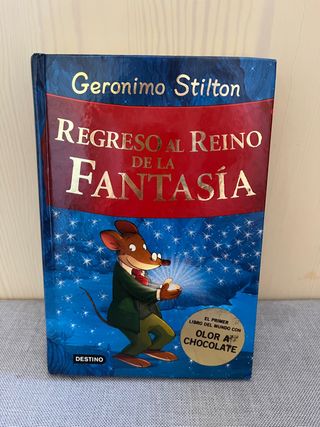 Geronimo Stilton
REGRESO AL REINO
DE LA
FANTASÍA
EL PRIMER
LIBRO DEL MUNDO CON
OLOR A
CHOCOLATE
DESTINO